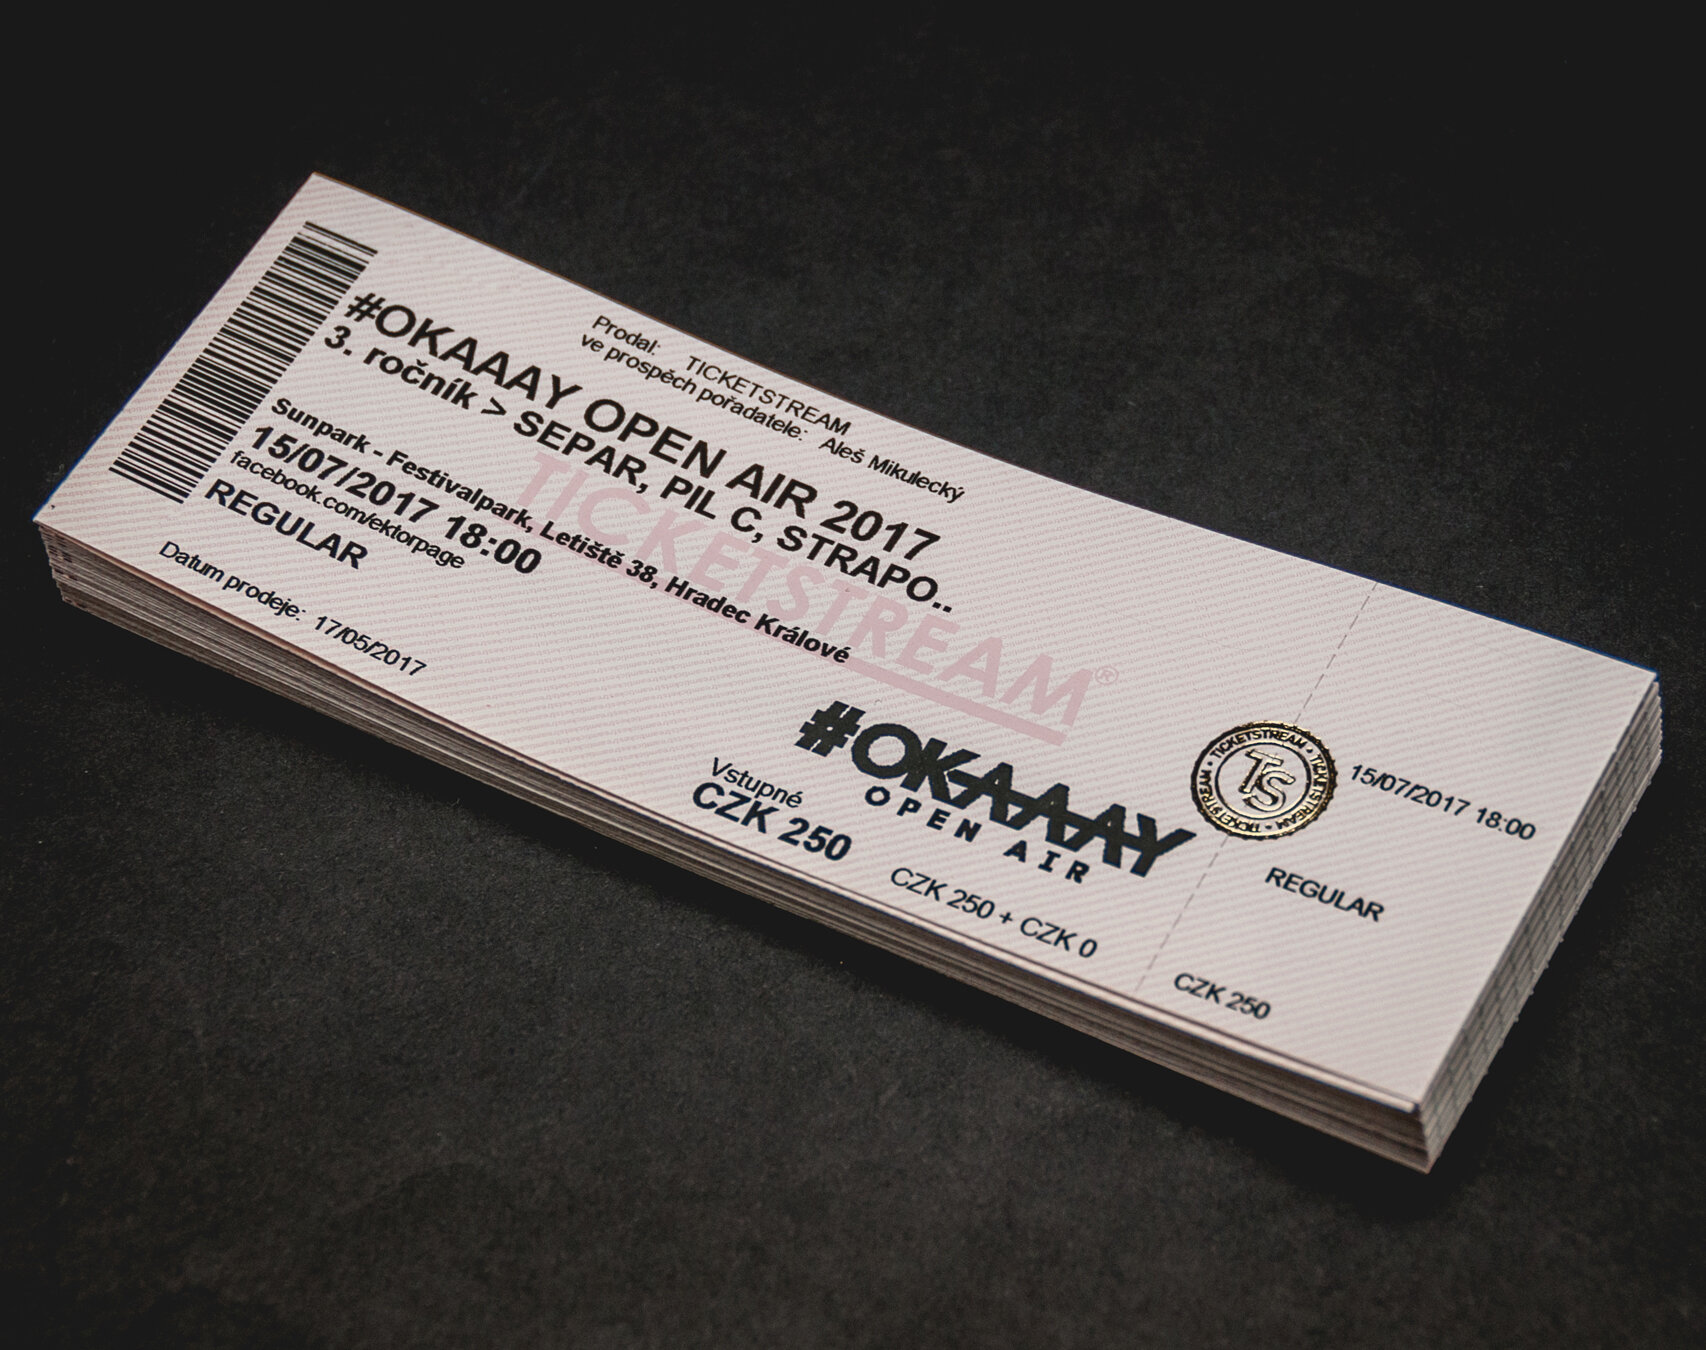 Prodal: TICKETSTREAM
ve prospěch pořadatele: Aleš Mikulecký
#OKAAAY OPEN AIR 2017
3. ročník > SEPAR, PIL C, STRAPO..
Sunpark - Festivalpark, Letiště 38, Hradec Králové
15/07/2017 18:00
facebook.com/ektorpage
REGULAR
Datum prodeje: 17/05/2017
TICKETSTREAM®
#OKAAAY
OPEN AIR
Vstupné
CZK 250
CZK 250 + CZK 0
TICKETSTREAM • TICKETSTREAM • TICKETSTREAM •
TS
15/07/2017 18:00
REGULAR
CZK 250